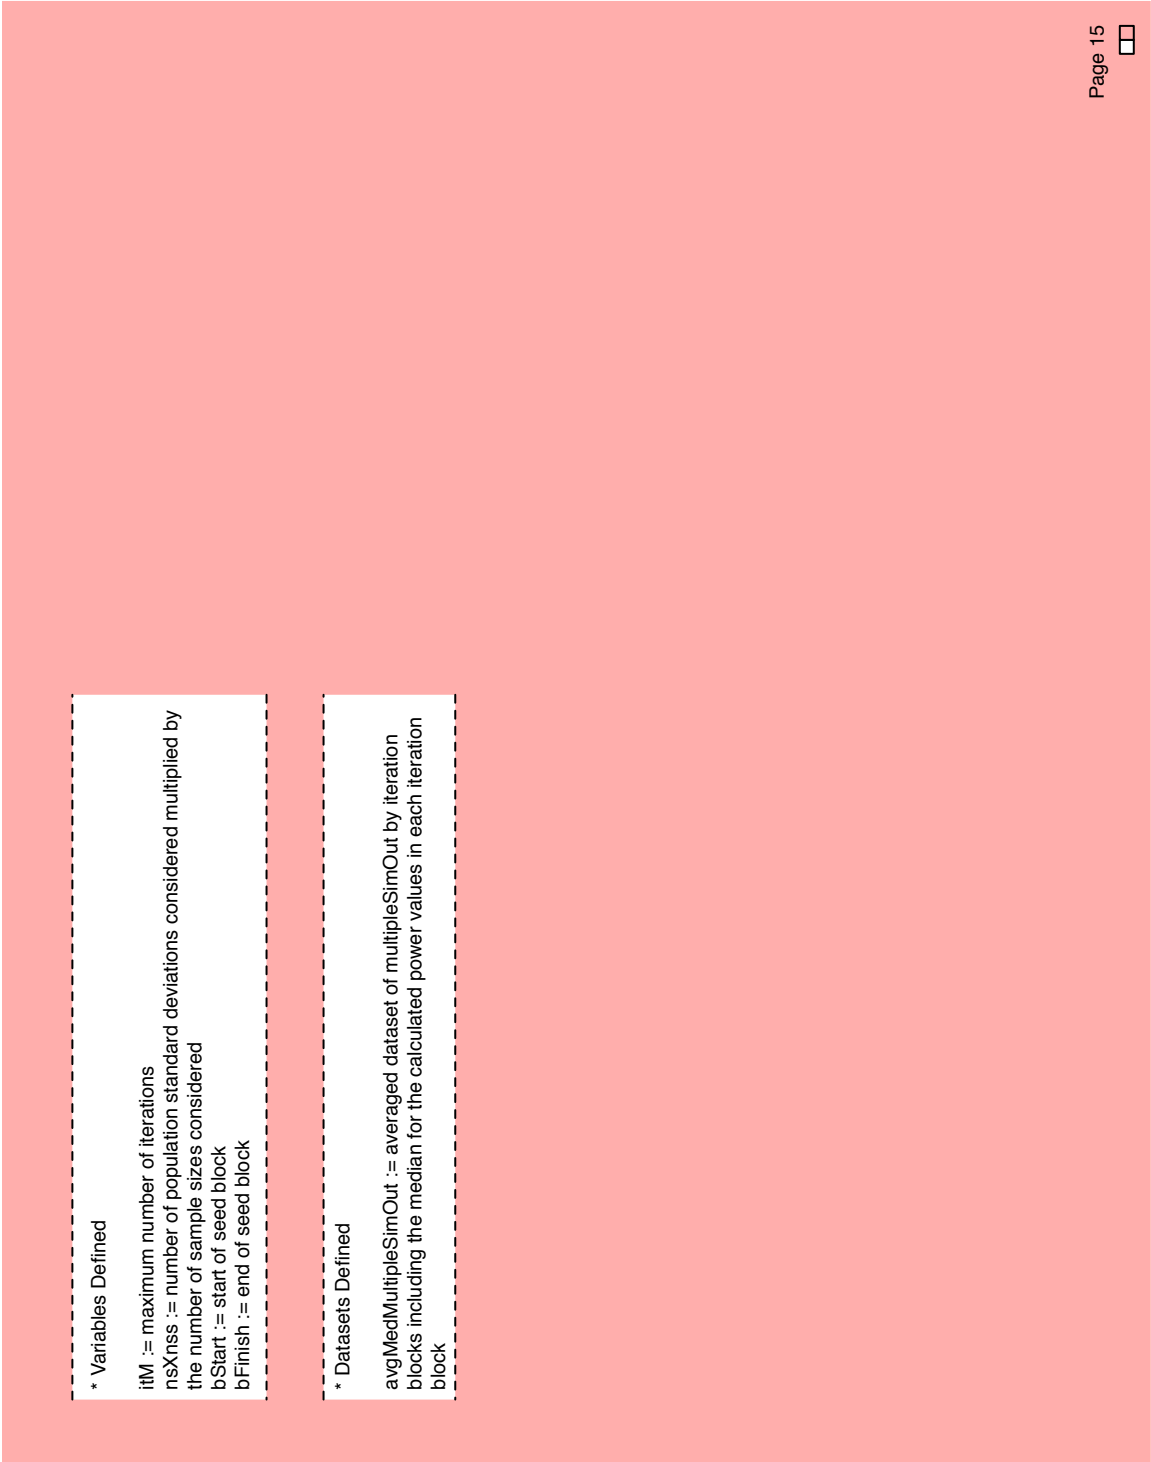 Page 15
* Variables Defined
itM := maximum number of iterations
nsXnss := number of population standard deviations considered multiplied by
the number of sample sizes considered
bStart := start of seed block
bFinish := end of seed block
* Datasets Defined
avgMedMultipleSimOut := averaged dataset of multipleSimOut by iteration
blocks including the median for the calculated power values in each iteration
block